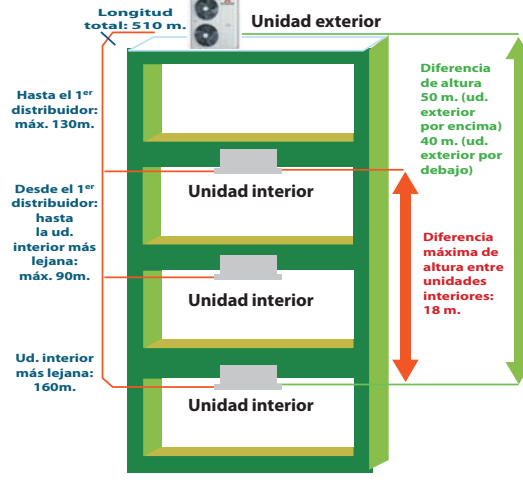 Longitud
total: 510 m.
Unidad exterior
Hasta el 1er
distribuidor:
máx. 130m.
Desde el 1er
distribuidor:
hasta
la ud.
interior más
lejana:
máx. 90m.
Ud. interior
más lejana:
160m.
Unidad interior
Unidad interior
Unidad interior
Diferencia
de altura
50 m. (ud.
exterior
por encima)
40 m. (ud.
exterior por
debajo)
Diferencia
máxima de
altura entre
unidades
interiores:
18 m.